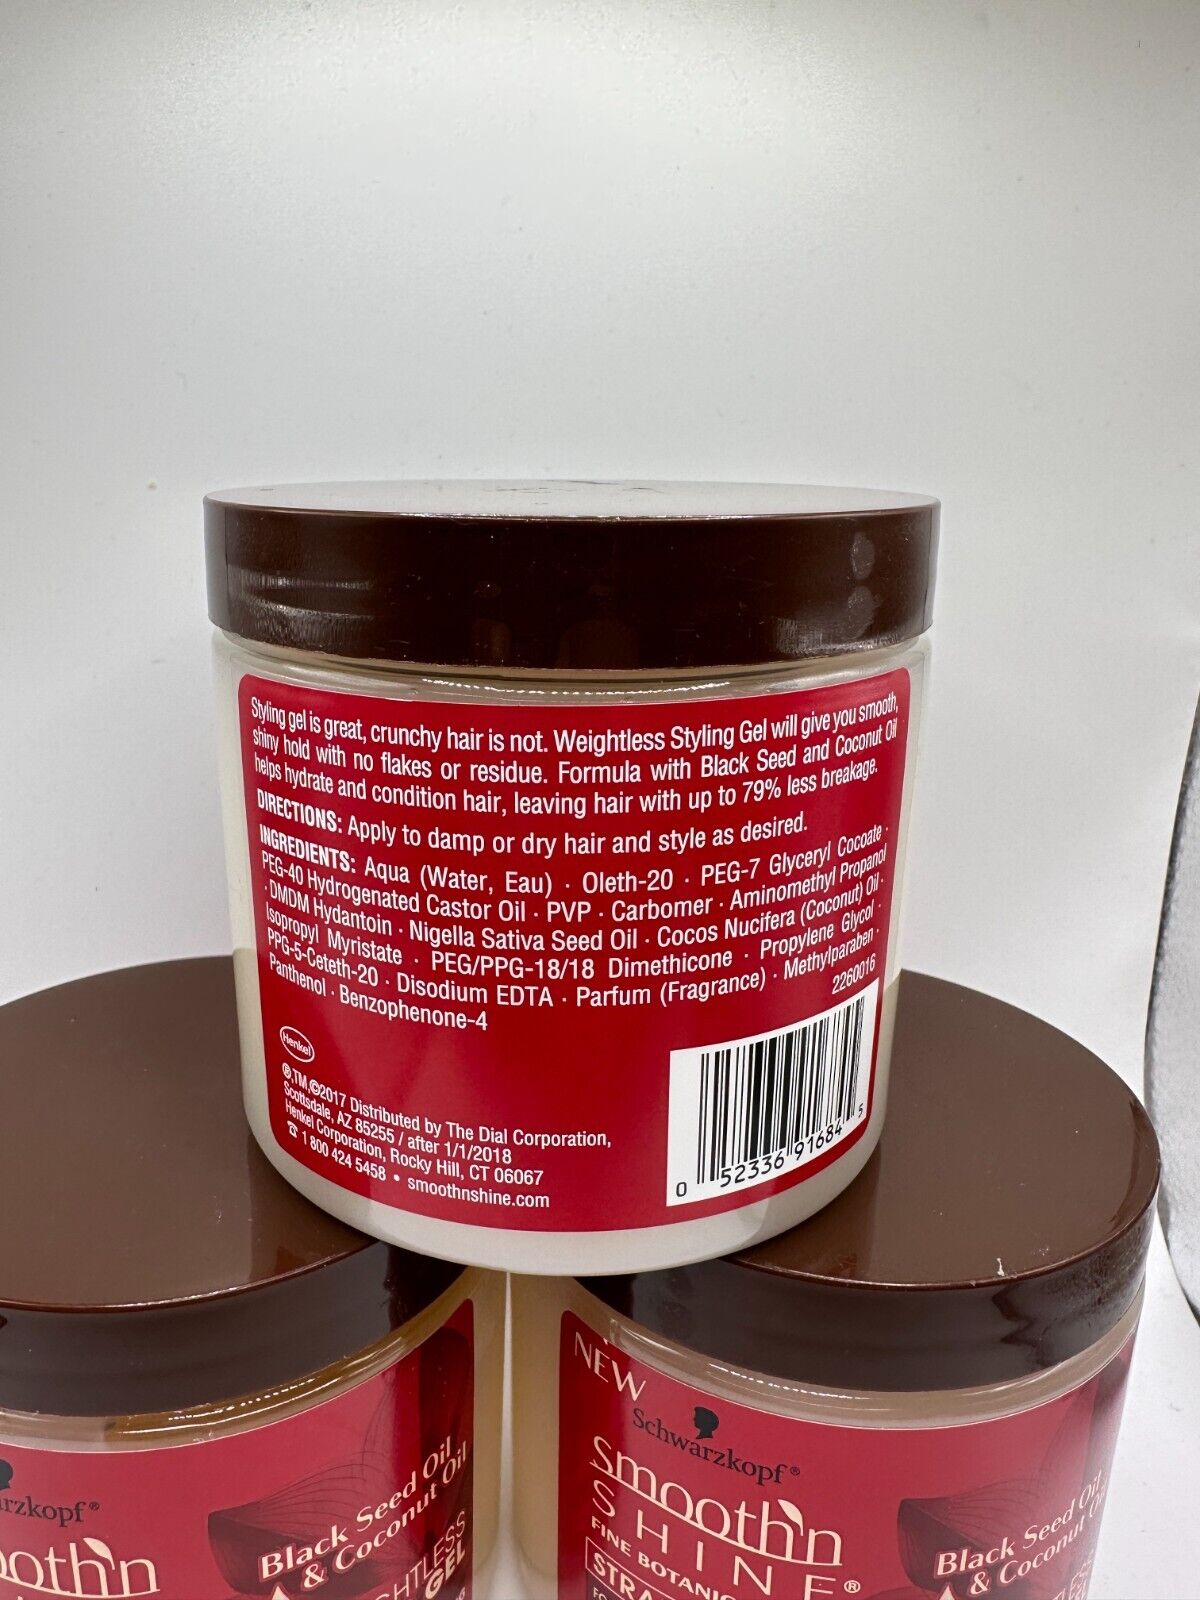 Styling gel is great, crunchy hair is not. Weightless Styling Gel will give you smooth,
shiny hold with no flakes or residue. Formula with Black Seed and Coconut Oil
helps hydrate and condition hair, leaving hair with up to 79% less breakage.
DIRECTIONS: Apply to damp or dry hair and style as desired.
INGREDIENTS: Aqua (Water, Eau) · Oleth-20 · PEG-7 Glyceryl Cocoate ·
PEG-40 Hydrogenated Castor Oil · PVP · Carbomer · Aminomethyl Propanol
· DMDM Hydantoin · Nigella Sativa Seed Oil · Cocos Nucifera (Coconut) Oil ·
Isopropyl Myristate · PEG/PPG-18/18 Dimethicone · Propylene Glycol ·
PPG-5-Ceteth-20 · Disodium EDTA · Parfum (Fragrance) · Methylparaben ·
Panthenol · Benzophenone-4
2260016
Henkel
®,TM,©2017 Distributed by The Dial Corporation,
Scottsdale, AZ 85255 / after 1/1/2018
Henkel Corporation, Rocky Hill, CT 06067
☎ 1 800 424 5458 • smoothnshine.com
0 52336 91684 5
rzkopf®
ooth'n
Black Seed Oil
& Coconut Oil
GHTLESS
GEL
NEW
Schwarzkopf®
smooth'n
SHINE®
FINE BOTANIC
STRA
Black Seed Oil
& Coconut O